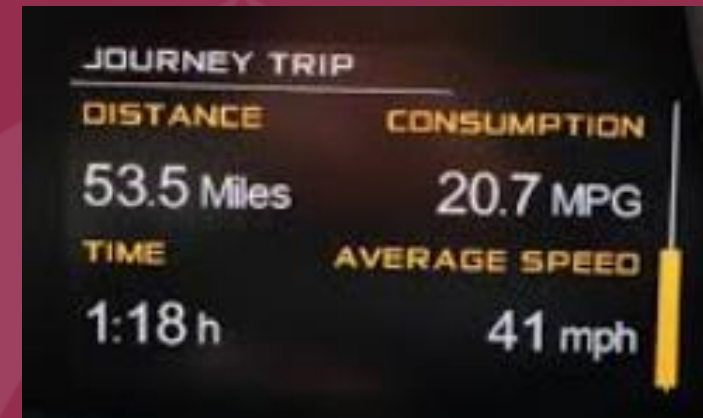 JOURNEY TRIP
DISTANCE CONSUMPTION
53.5 Miles 20.7 MPG
TIME AVERAGE SPEED
1:18 h 41 mph